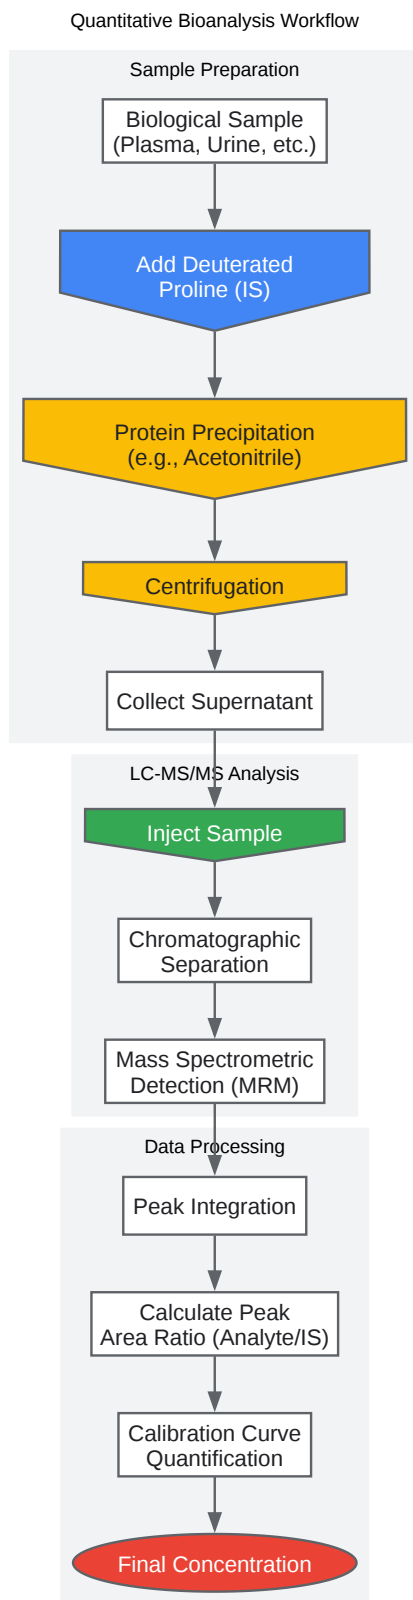 Quantitative Bioanalysis Workflow
Sample Preparation
Biological Sample
(Plasma, Urine, etc.)
Add Deuterated
Proline (IS)
Protein Precipitation
(e.g., Acetonitrile)
Centrifugation
Collect Supernatant
LC-MS/MS Analysis
Inject Sample
Chromatographic
Separation
Mass Spectrometric
Detection (MRM)
Data Processing
Peak Integration
Calculate Peak
Area Ratio (Analyte/IS)
Calibration Curve
Quantification
Final Concentration